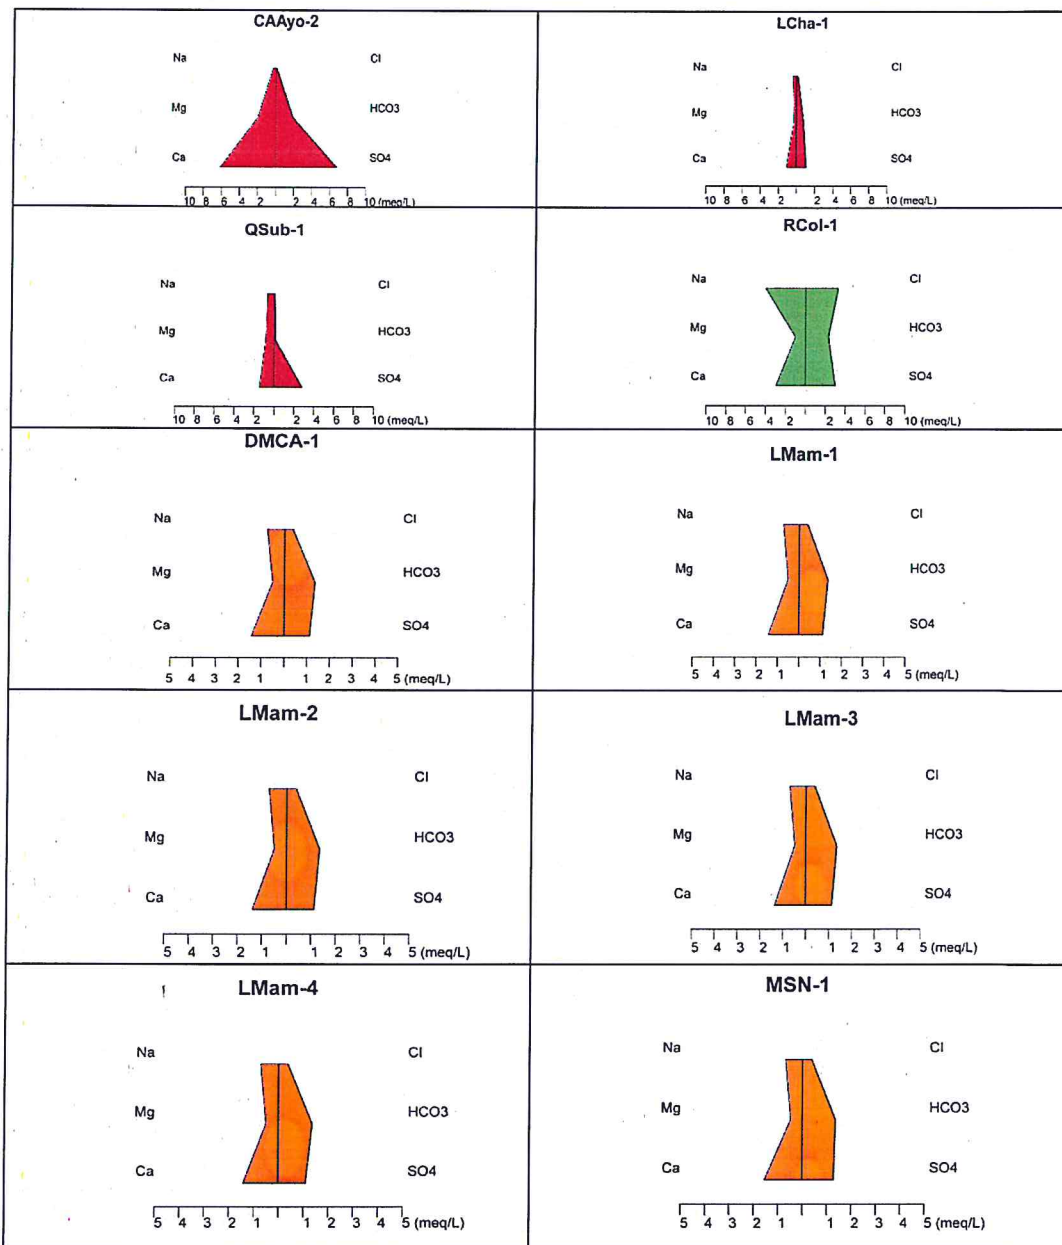 CAAyo-2
Na Cl
Mg HCO3
Ca SO4
10 8 6 4 2 2 4 6 8 10 (meq/L)
LCha-1
Na Cl
Mg HCO3
Ca SO4
10 8 6 4 2 2 4 6 8 10 (meq/L)
QSub-1
Na Cl
Mg HCO3
Ca SO4
10 8 6 4 2 2 4 6 8 10 (meq/L)
RCol-1
Na Cl
Mg HCO3
Ca SO4
10 8 6 4 2 2 4 6 8 10 (meq/L)
DMCA-1
Na Cl
Mg HCO3
Ca SO4
5 4 3 2 1 1 2 3 4 5 (meq/L)
LMam-1
Na Cl
Mg HCO3
Ca SO4
5 4 3 2 1 1 2 3 4 5 (meq/L)
LMam-2
Na Cl
Mg HCO3
Ca SO4
5 4 3 2 1 1 2 3 4 5 (meq/L)
LMam-3
Na Cl
Mg HCO3
Ca SO4
5 4 3 2 1 1 2 3 4 5 (meq/L)
LMam-4
Na Cl
Mg HCO3
Ca SO4
5 4 3 2 1 1 2 3 4 5 (meq/L)
MSN-1
Na Cl
Mg HCO3
Ca SO4
5 4 3 2 1 1 2 3 4 5 (meq/L)